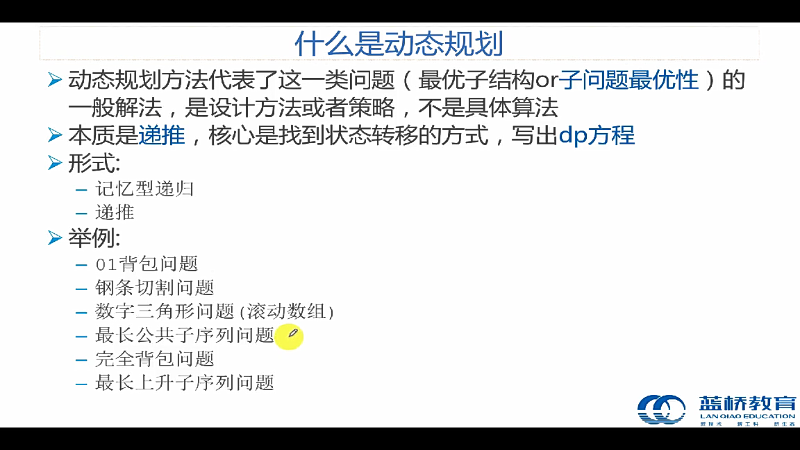 什么是动态规划
动态规划方法代表了这一类问题（最优子结构or子问题最优性）的
一般解法，是设计方法或者策略，不是具体算法
本质是递推，核心是找到状态转移的方式，写出dp方程
形式:
– 记忆型递归
– 递推
举例:
– 01背包问题
– 钢条切割问题
– 数字三角形问题(滚动数组)
– 最长公共子序列问题
– 完全背包问题
– 最长上升子序列问题
蓝桥教育
LAN QIAO EDUCATION